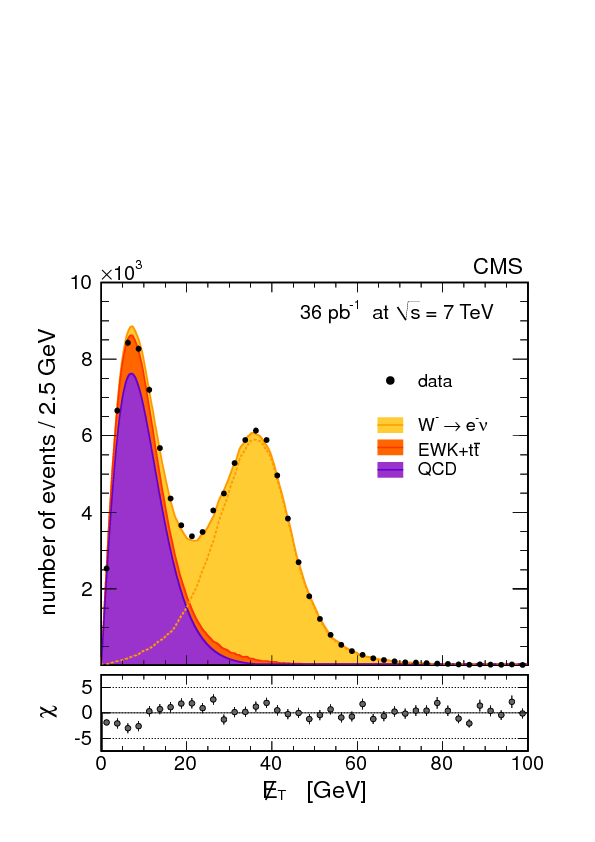 CMS
×10³
10
8
6
4
2
number of events / 2.5 GeV
36 pb⁻¹ at √s = 7 TeV
data
W⁻ → e⁻ν
EWK+tt̄
QCD
χ
5
0
-5
0 20 40 60 80 100
E̸_T [GeV]